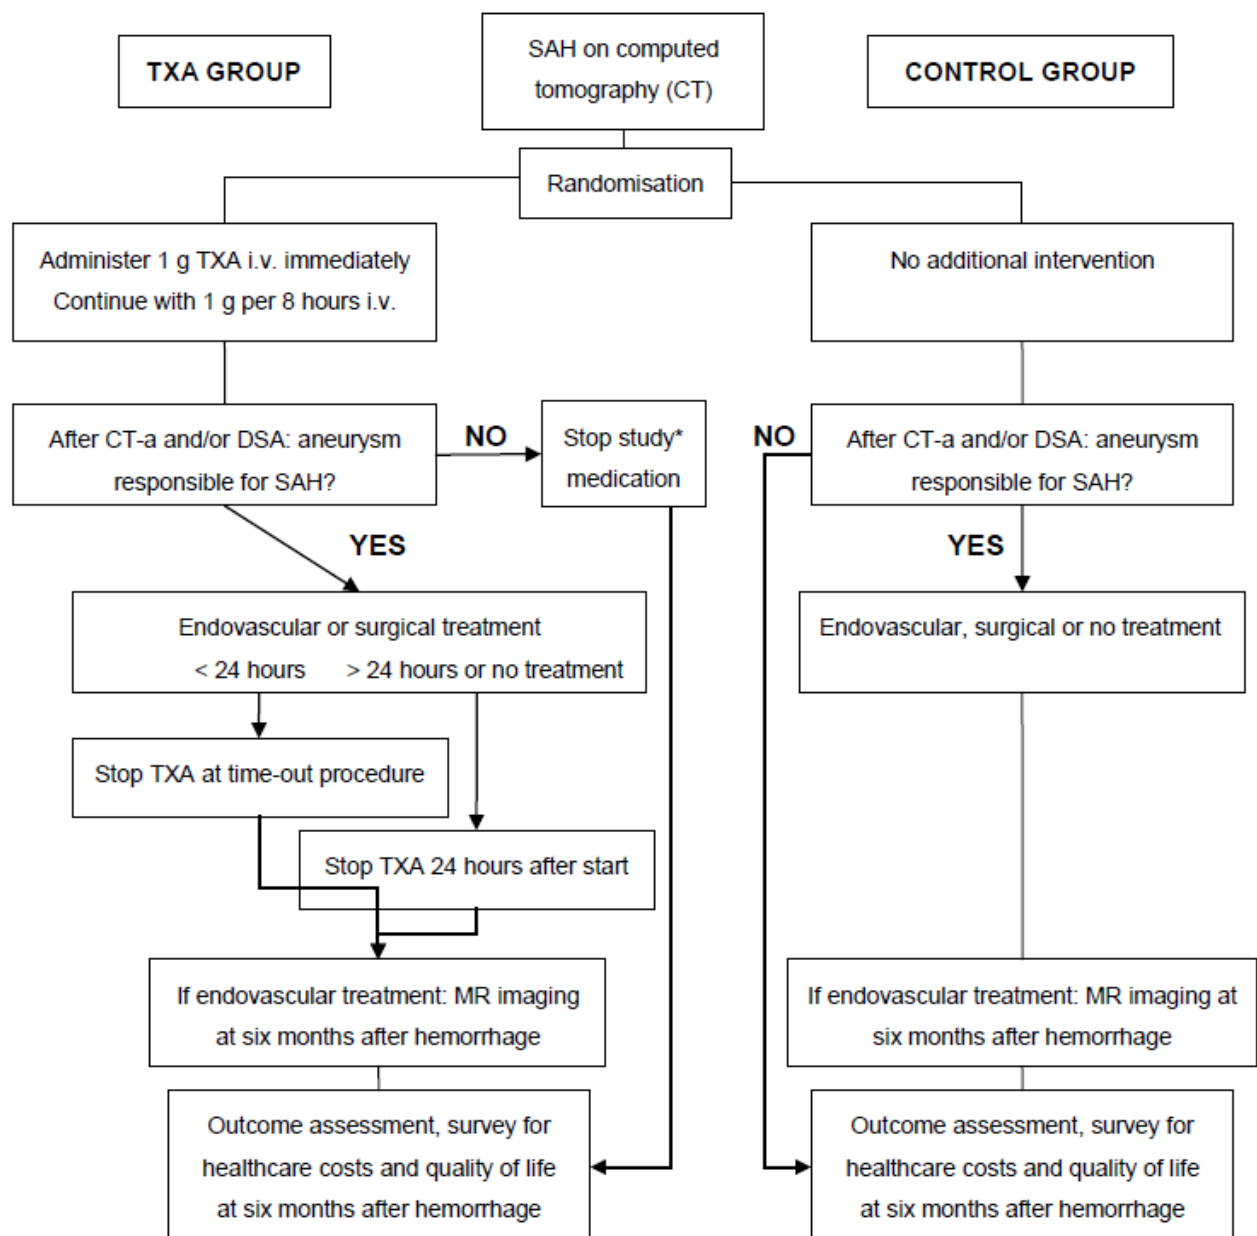 TXA GROUP
SAH on computed
tomography (CT)
CONTROL GROUP
Randomisation
Administer 1 g TXA i.v. immediately
Continue with 1 g per 8 hours i.v.
No additional intervention
After CT-a and/or DSA: aneurysm
responsible for SAH?
NO
Stop study*
medication
NO
After CT-a and/or DSA: aneurysm
responsible for SAH?
YES
YES
Endovascular or surgical treatment
< 24 hours > 24 hours or no treatment
Endovascular, surgical or no treatment
Stop TXA at time-out procedure
Stop TXA 24 hours after start
If endovascular treatment: MR imaging
at six months after hemorrhage
If endovascular treatment: MR imaging at
six months after hemorrhage
Outcome assessment, survey for
healthcare costs and quality of life
at six months after hemorrhage
Outcome assessment, survey for
healthcare costs and quality of life
at six months after hemorrhage